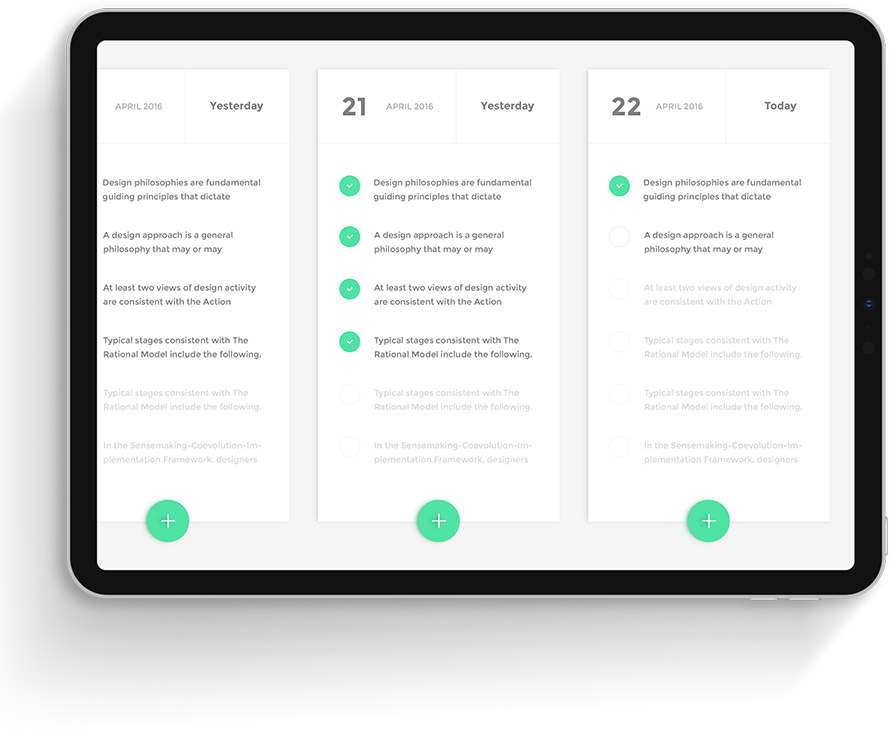 APRIL 2016
Yesterday
Design philosophies are fundamental
guiding principles that dictate
A design approach is a general
philosophy that may or may
At least two views of design activity
are consistent with the Action
Typical stages consistent with The
Rational Model include the following.
Typical stages consistent with The
Rational Model include the following.
In the Sensemaking-Coevolution-Im-
plementation Framework, designers
21
APRIL 2016
Yesterday
Design philosophies are fundamental
guiding principles that dictate
A design approach is a general
philosophy that may or may
At least two views of design activity
are consistent with the Action
Typical stages consistent with The
Rational Model include the following.
Typical stages consistent with The
Rational Model include the following.
In the Sensemaking-Coevolution-Im-
plementation Framework, designers
22
APRIL 2016
Today
Design philosophies are fundamental
guiding principles that dictate
A design approach is a general
philosophy that may or may
At least two views of design activity
are consistent with the Action
Typical stages consistent with The
Rational Model include the following.
Typical stages consistent with The
Rational Model include the following.
In the Sensemaking-Coevolution-Im-
plementation Framework, designers